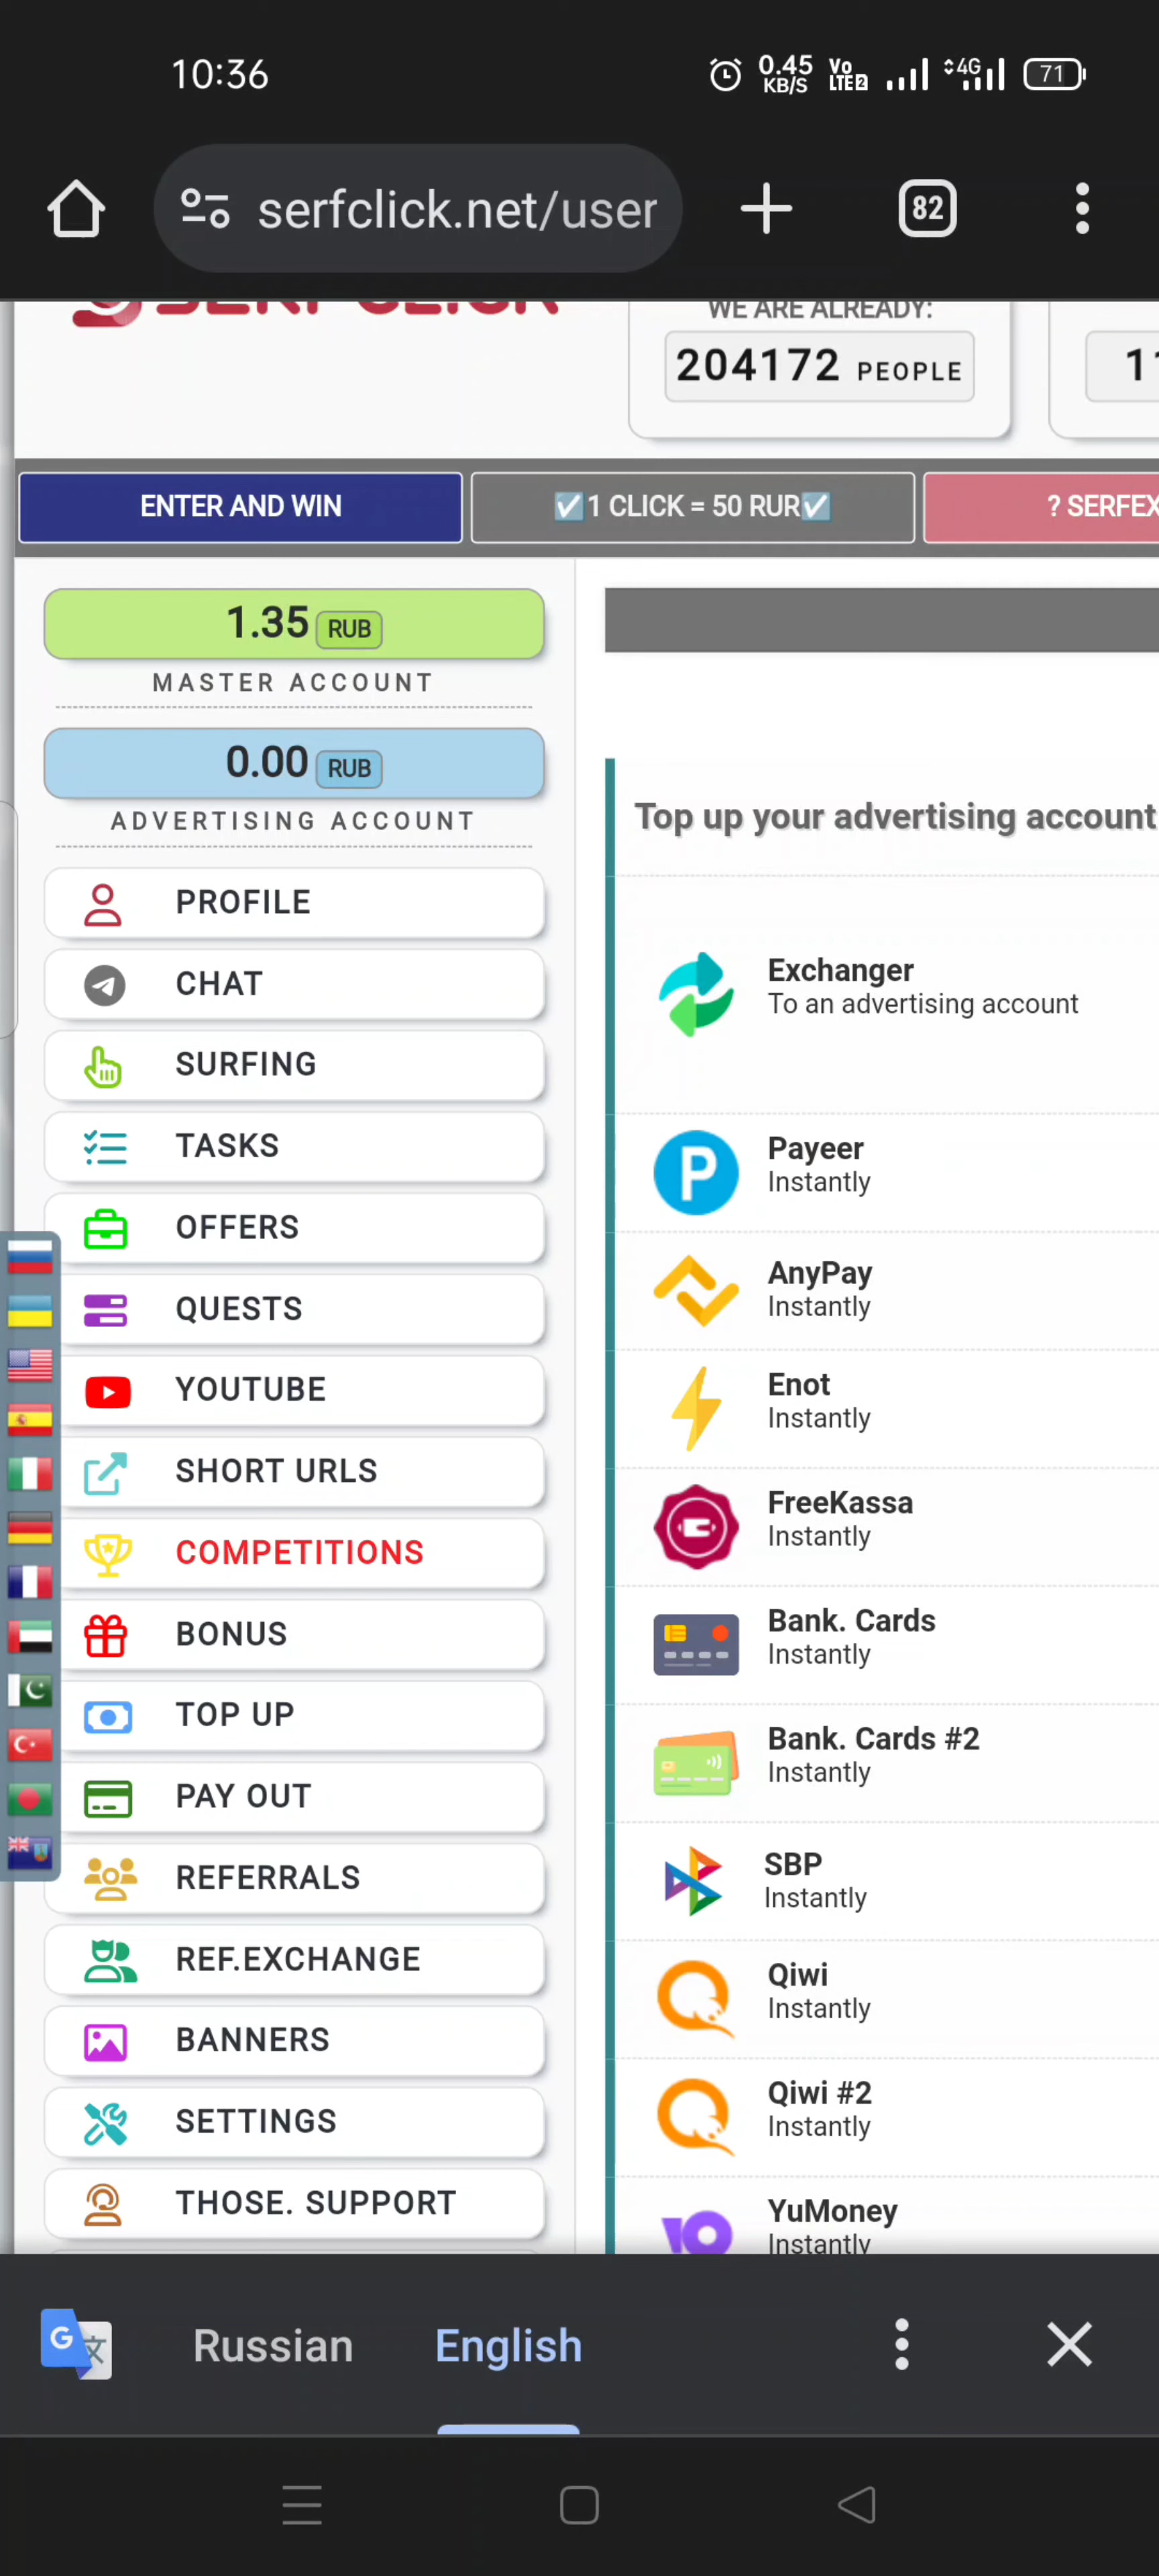 10:36
0.45
KB/S
Vo
LTE2
4G
71
serfclick.net/user
82
WE ARE ALREADY:
204172 PEOPLE
ENTER AND WIN
☑1 CLICK = 50 RUR☑
? SERFEX
1.35 RUB
MASTER ACCOUNT
0.00 RUB
ADVERTISING ACCOUNT
PROFILE
CHAT
SURFING
TASKS
OFFERS
QUESTS
YOUTUBE
SHORT URLS
COMPETITIONS
BONUS
TOP UP
PAY OUT
REFERRALS
REF.EXCHANGE
BANNERS
SETTINGS
THOSE. SUPPORT
Top up your advertising account
Exchanger
To an advertising account
Payeer
Instantly
AnyPay
Instantly
Enot
Instantly
FreeKassa
Instantly
Bank. Cards
Instantly
Bank. Cards #2
Instantly
SBP
Instantly
Qiwi
Instantly
Qiwi #2
Instantly
YuMoney
Instantly
Russian
English